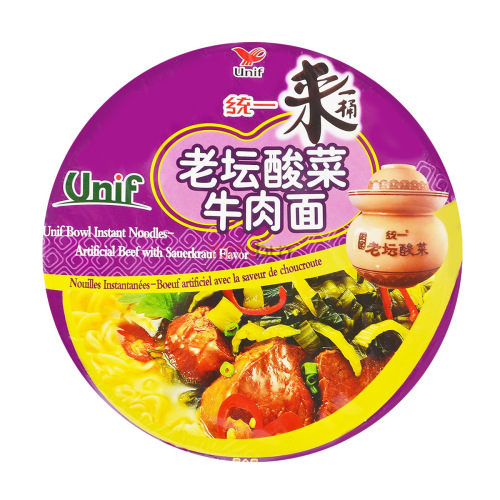 Unif
统一
来一桶
老坛酸菜
牛肉面
Unif
Unif Bowl Instant Noodles~
Artificial Beef with Sauerkraut Flavor
Nouilles Instantanées~Boeuf artificiel avec la saveur de choucroute
统一
老坛酸菜